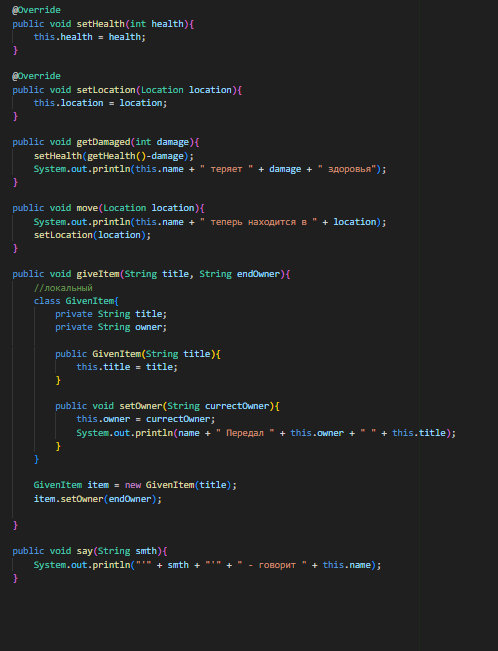 @Override
public void setHealth(int health){
    this.health = health;
}

@Override
public void setLocation(Location location){
    this.location = location;
}

public void getDamaged(int damage){
    setHealth(getHealth()-damage);
    System.out.println(this.name + " теряет " + damage + " здоровья");
}

public void move(Location location){
    System.out.println(this.name + " теперь находится в " + location);
    setLocation(location);
}

public void giveItem(String title, String endOwner){
    //локальный
    class GivenItem{
        private String title;
        private String owner;

        public GivenItem(String title){
            this.title = title;
        }

        public void setOwner(String currectOwner){
            this.owner = currectOwner;
            System.out.println(name + " Передал " + this.owner + " " + this.title);
        }
    }

    GivenItem item = new GivenItem(title);
    item.setOwner(endOwner);

}

public void say(String smth){
    System.out.println("'" + smth + "'" + " - говорит " + this.name);
}